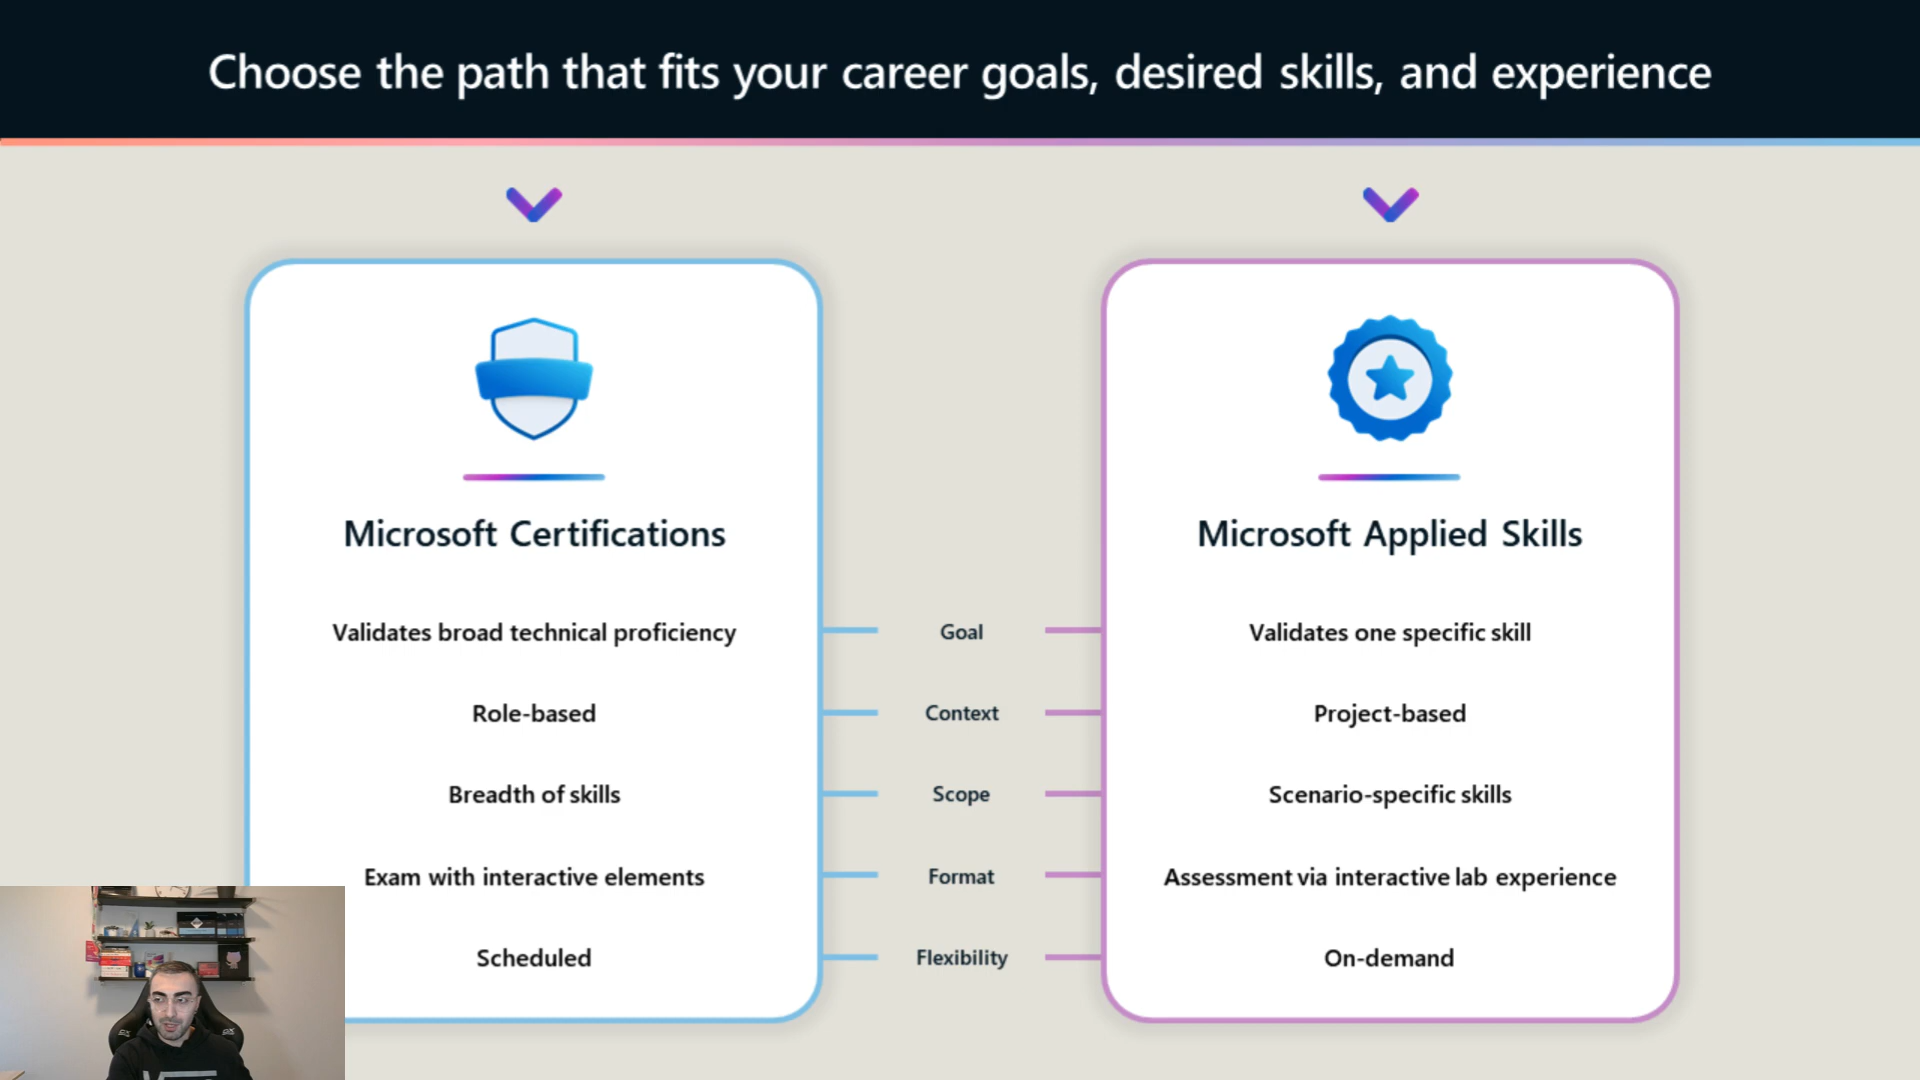 Choose the path that fits your career goals, desired skills, and experience
Microsoft Certifications
Microsoft Applied Skills
Validates broad technical proficiency
Goal
Validates one specific skill
Role-based
Context
Project-based
Breadth of skills
Scope
Scenario-specific skills
Exam with interactive elements
Format
Assessment via interactive lab experience
Scheduled
Flexibility
On-demand